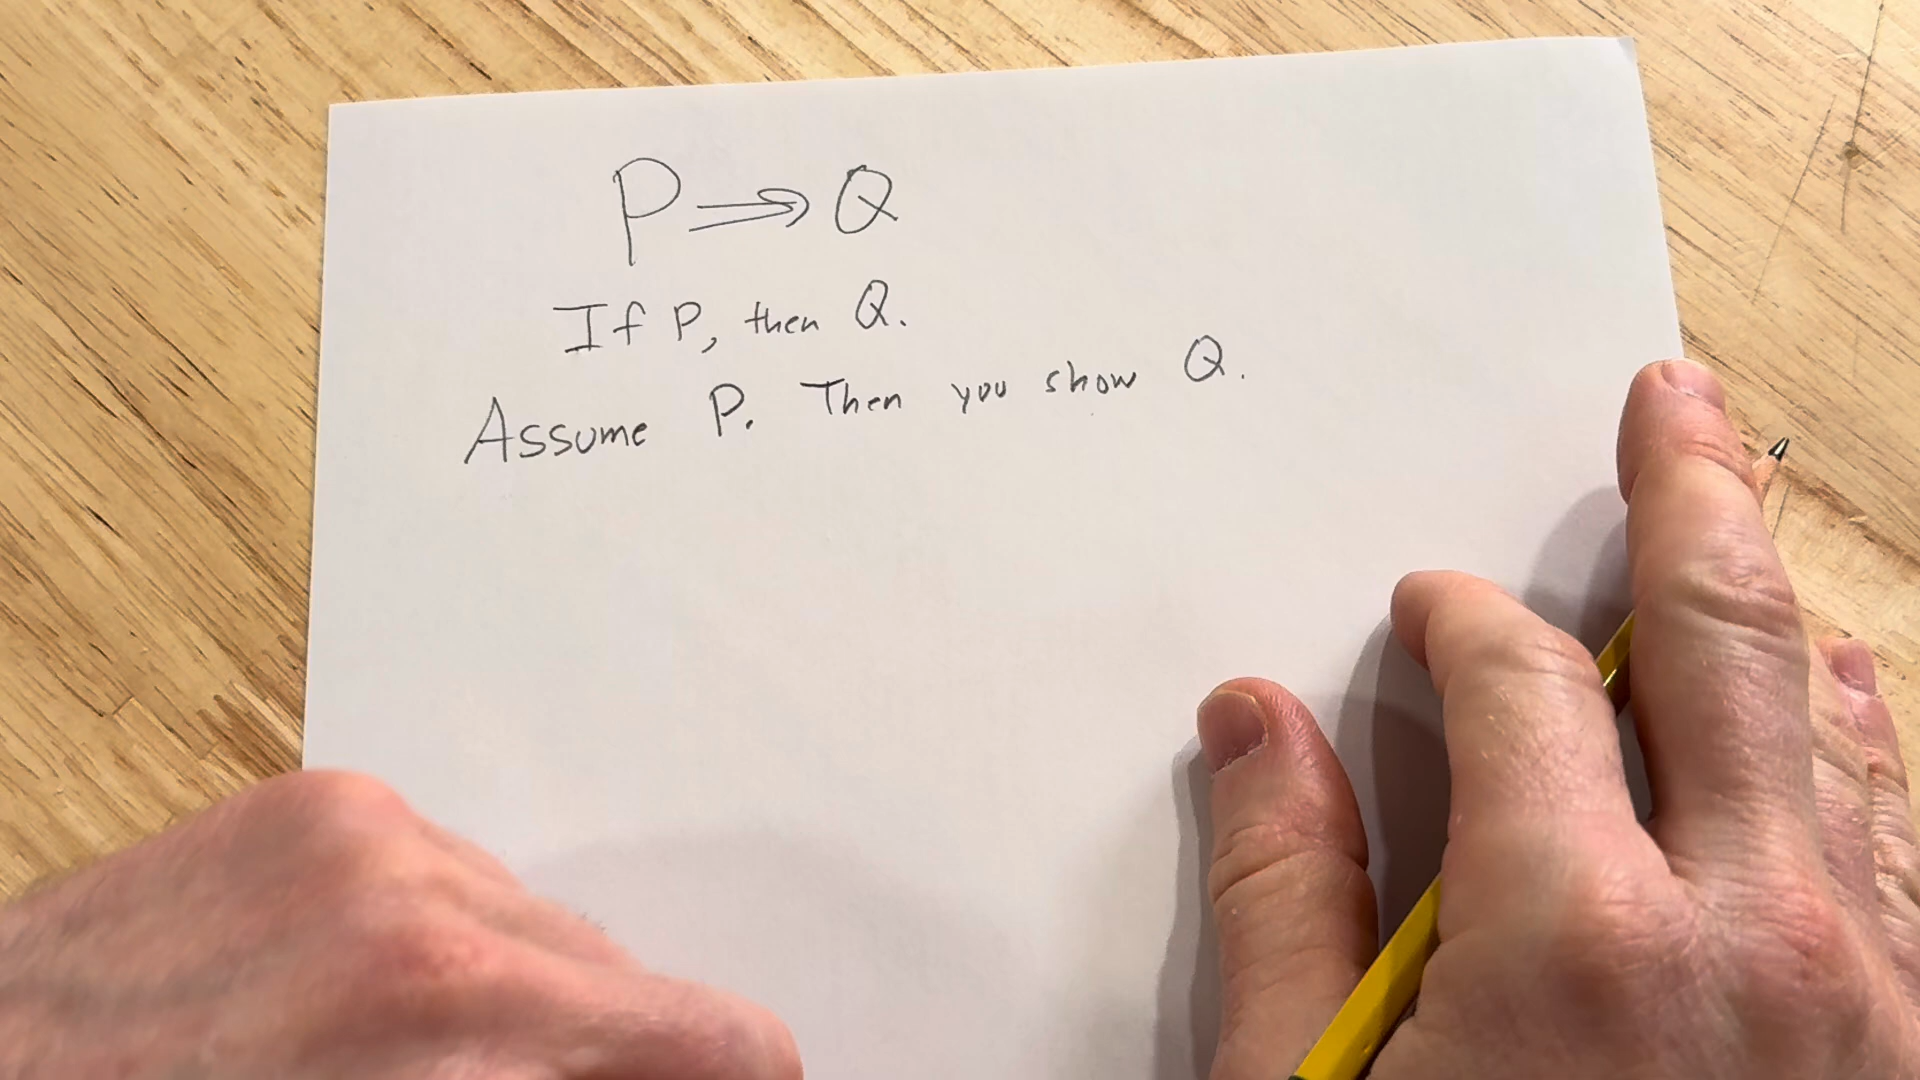 P ⇒ Q
If P, then Q.
Assume P. Then you show Q.